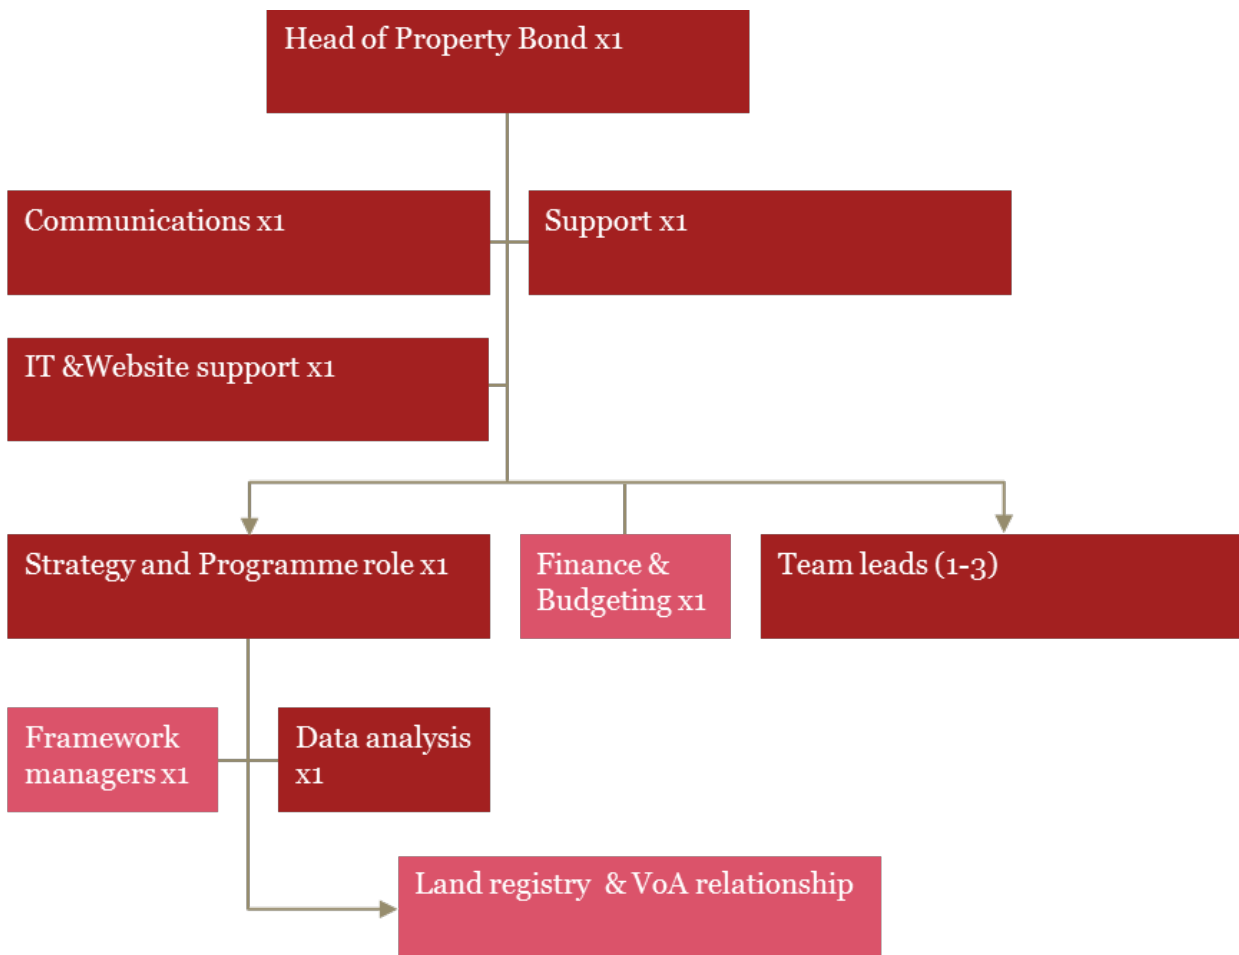 Head of Property Bond x1
Communications x1
Support x1
IT &Website support x1
Strategy and Programme role x1
Finance &
Budgeting x1
Team leads (1-3)
Framework
managers x1
Data analysis
x1
Land registry  & VoA relationship